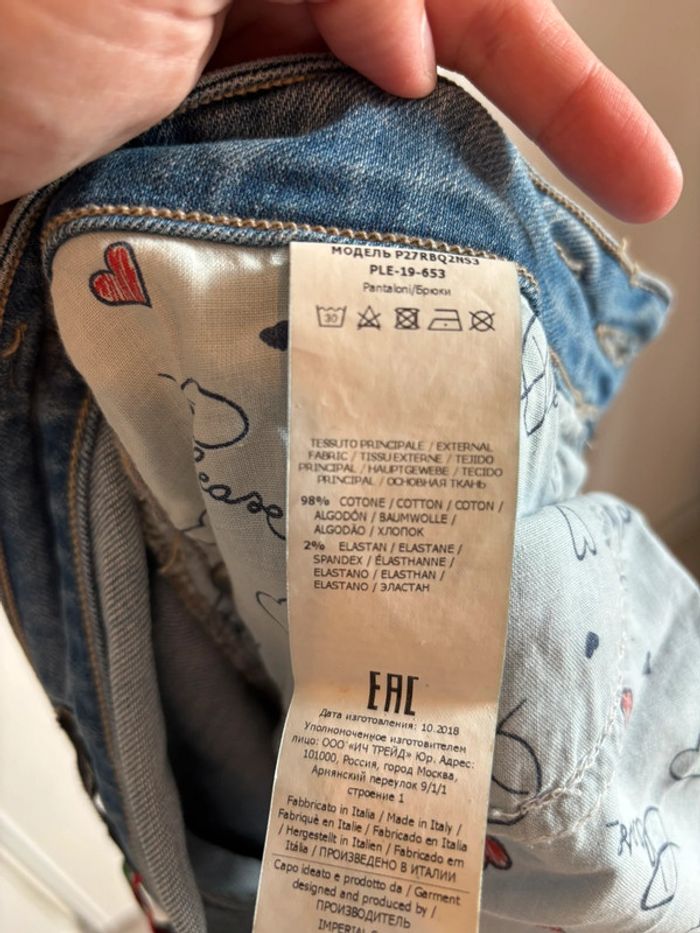 МОДЕЛЬ P27RBQ2NS3
PLE-19-653
Pantaloni/Брюки
30
TESSUTO PRINCIPALE / EXTERNAL
FABRIC / TISSU EXTERNE / TEJIDO
PRINCIPAL / HAUPTGEWEBE / TECIDO
PRINCIPAL / ОСНОВНАЯ ТКАНЬ
98% COTONE / COTTON / COTON /
ALGODÓN / BAUMWOLLE /
ALGODÃO / ХЛОПОК
2% ELASTAN / ELASTANE /
SPANDEX / ÉLASTHANNE /
ELASTANO / ELASTHAN /
ELASTANO / ЭЛАСТАН
EAC
Дата изготовления: 10.2018
Уполномоченное изготовителем
лицо: ООО «ИЧ ТРЕЙД» Юр. Адрес:
101000, Россия, город Москва,
Армянский переулок 9/1/1
строение 1
Fabbricato in Italia / Made in Italy /
Fabriqué en Italie / Fabricado en Italia
/ Hergestellt in Italien / Fabricado em
Itália / ПРОИЗВЕДЕНО В ИТАЛИИ
Capo ideato e prodotto da / Garment
designed and produced by /
ПРОИЗВОДИТЕЛЬ
Please